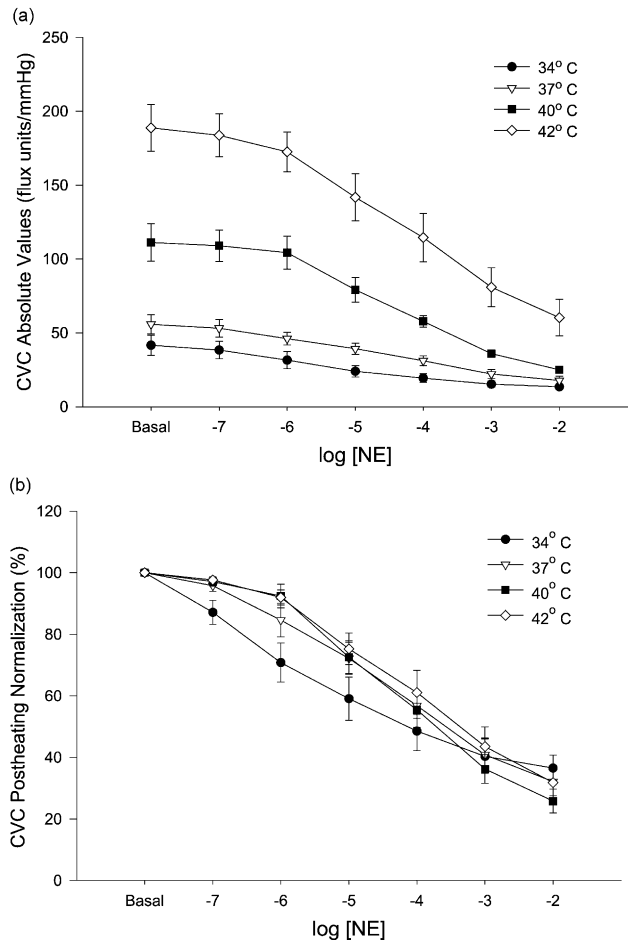 (a)
250
200
150
100
50
0
CVC Absolute Values (flux units/mmHg)
34° C
37° C
40° C
42° C
Basal -7 -6 -5 -4 -3 -2
log [NE]
(b)
120
100
80
60
40
20
0
CVC Postheating Normalization (%)
34° C
37° C
40° C
42° C
Basal -7 -6 -5 -4 -3 -2
log [NE]